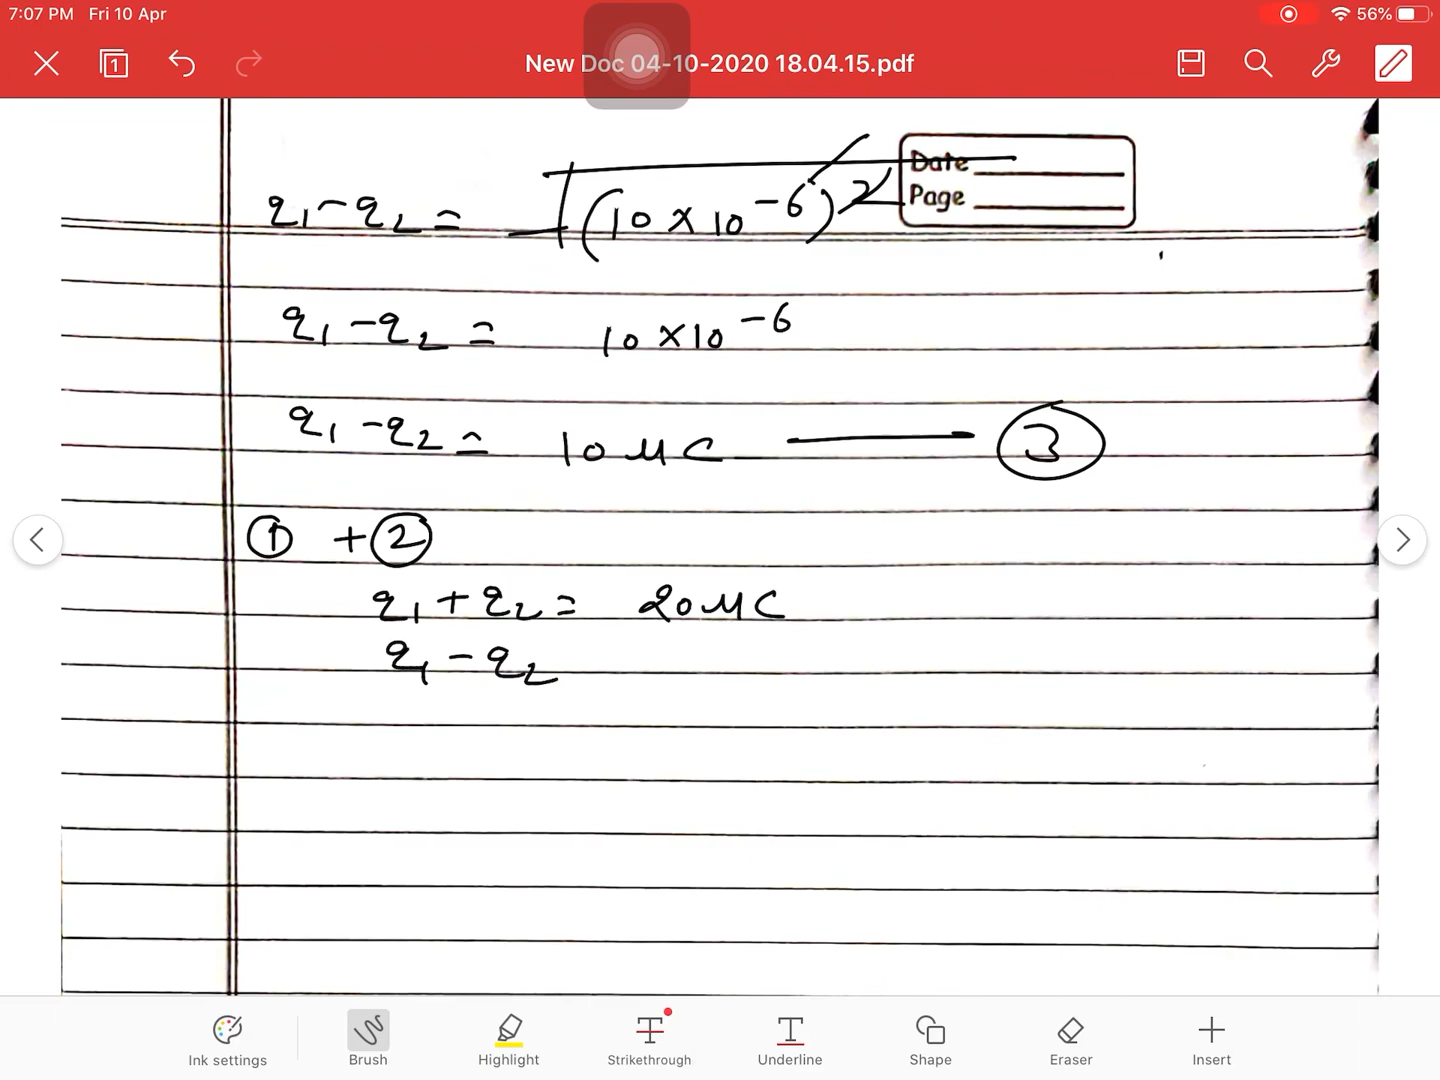 7:07 PM Fri 10 Apr 56%
1 New Doc 04-10-2020 18.04.15.pdf
Date
Page
q₁ - q₂ = √(10 × 10⁻⁶)²
q₁ - q₂ = 10 × 10⁻⁶
q₁ - q₂ = 10 μC ③
① + ②
q₁ + q₂ = 20 μC
q₁ - q₂
Ink settings Brush Highlight Strikethrough Underline Shape Eraser Insert